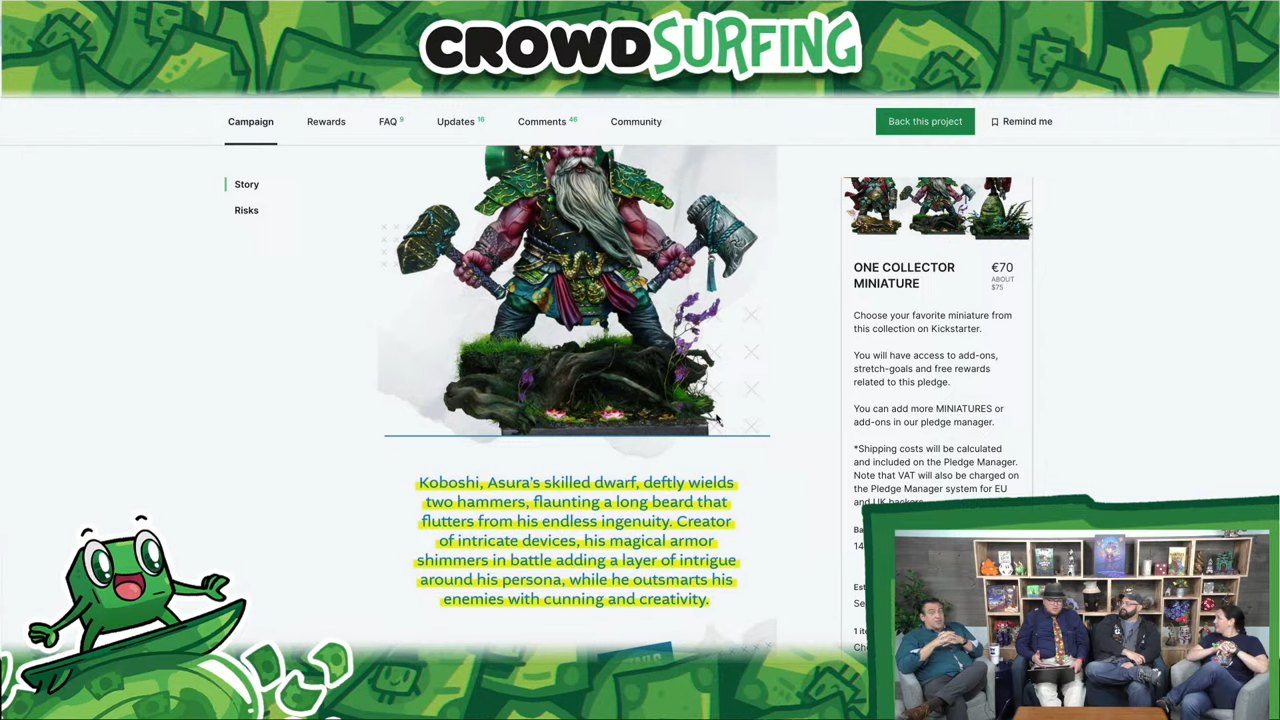 CROWDSURFING
Campaign
Rewards
FAQ 9
Updates 16
Comments 46
Community
Back this project
Remind me
Story
Risks
ONE COLLECTOR
MINIATURE
€70
ABOUT
$75
Choose your favorite miniature from
this collection on Kickstarter.
You will have access to add-ons,
stretch-goals and free rewards
related to this pledge.
You can add more MINIATURES or
add-ons in our pledge manager.
*Shipping costs will be calculated
and included on the Pledge Manager.
Note that VAT will also be charged on
the Pledge Manager system for EU
and UK backers
Koboshi, Asura's skilled dwarf, deftly wields
two hammers, flaunting a long beard that
flutters from his endless ingenuity. Creator
of intricate devices, his magical armor
shimmers in battle adding a layer of intrigue
around his persona, while he outsmarts his
enemies with cunning and creativity.